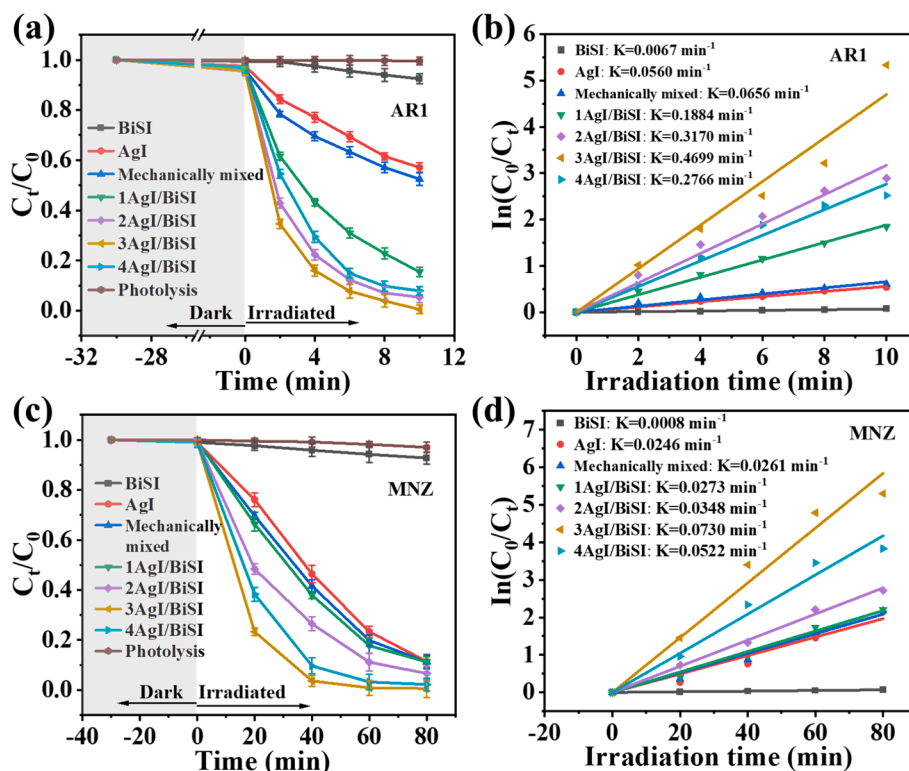 (a)
AR1
BiSI
AgI
Mechanically mixed
1AgI/BiSI
2AgI/BiSI
3AgI/BiSI
4AgI/BiSI
Photolysis
Dark
Irradiated
Ct/C0
1.0
0.8
0.6
0.4
0.2
0.0
-32 -28 0 4 8 12
Time (min)
(b)
AR1
BiSI: K=0.0067 min⁻¹
AgI: K=0.0560 min⁻¹
Mechanically mixed: K=0.0656 min⁻¹
1AgI/BiSI: K=0.1884 min⁻¹
2AgI/BiSI: K=0.3170 min⁻¹
3AgI/BiSI: K=0.4699 min⁻¹
4AgI/BiSI: K=0.2766 min⁻¹
In(C0/Ct)
6
5
4
3
2
1
0
0 2 4 6 8 10
Irradiation time (min)
(c)
MNZ
BiSI
AgI
Mechanically
mixed
1AgI/BiSI
2AgI/BiSI
3AgI/BiSI
4AgI/BiSI
Photolysis
Dark
Irradiated
Ct/C0
1.0
0.8
0.6
0.4
0.2
0.0
-40 -20 0 20 40 60 80
Time (min)
(d)
MNZ
BiSI: K=0.0008 min⁻¹
AgI: K=0.0246 min⁻¹
Mechanically mixed: K=0.0261 min⁻¹
1AgI/BiSI: K=0.0273 min⁻¹
2AgI/BiSI: K=0.0348 min⁻¹
3AgI/BiSI: K=0.0730 min⁻¹
4AgI/BiSI: K=0.0522 min⁻¹
In(C0/Ct)
7
6
5
4
3
2
1
0
-20 0 20 40 60 80
Irradiation time (min)